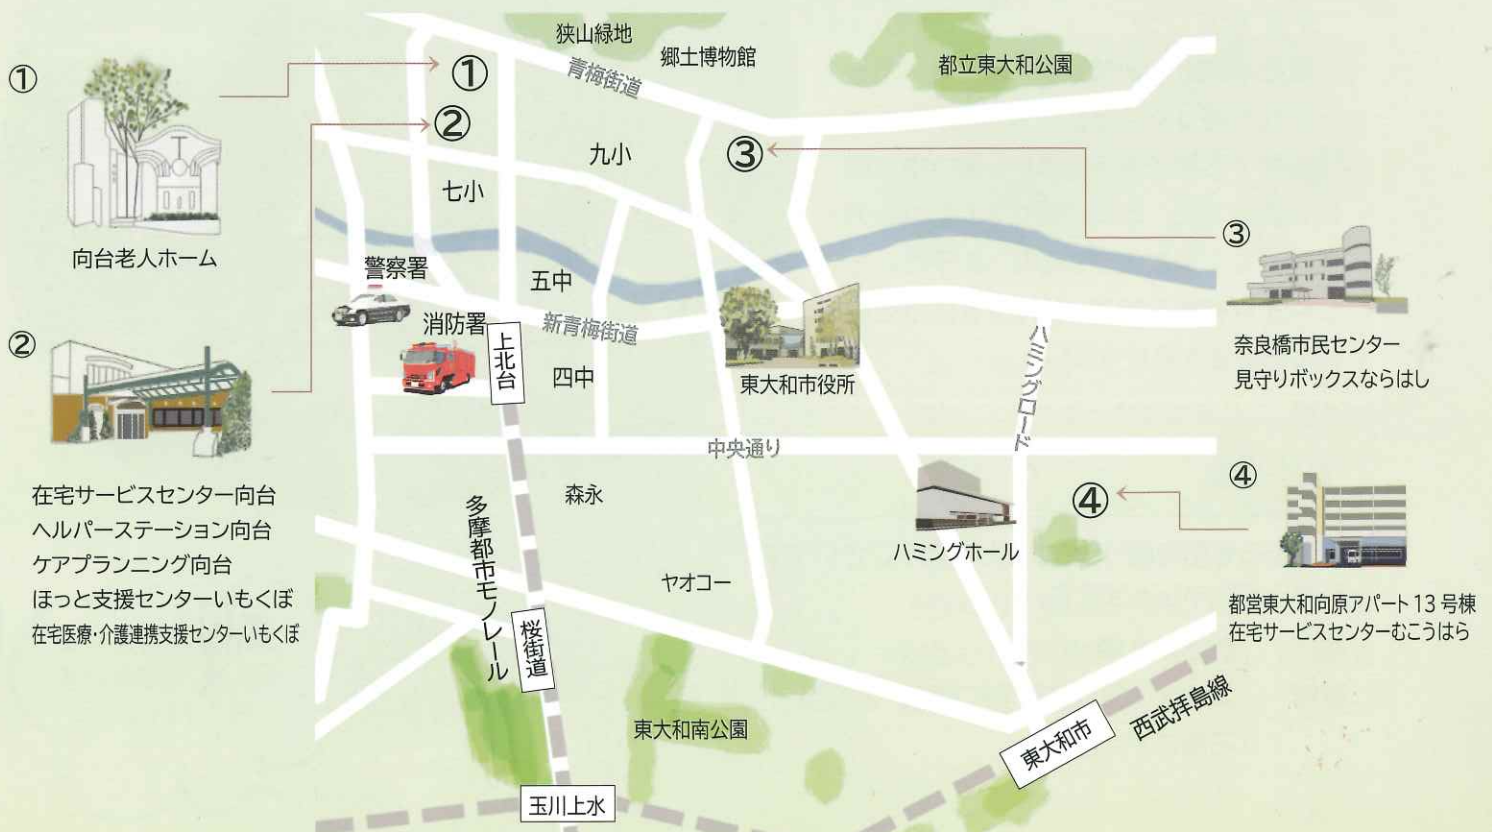 ①
向台老人ホーム
②
在宅サービスセンター向台
ヘルパーステーション向台
ケアプランニング向台
ほっと支援センターいもくぼ
在宅医療・介護連携支援センターいもくぼ
狭山緑地
郷土博物館
都立東大和公園
青梅街道
①
②
③
九小
七小
警察署
五中
消防署
新青梅街道
上北台
四中
東大和市役所
ハミングロード
中央通り
森永
④
ハミングホール
多摩都市モノレール
ヤオコー
桜街道
東大和南公園
東大和市
西武拝島線
玉川上水
③
奈良橋市民センター
見守りボックスならはし
④
都営東大和向原アパート13号棟
在宅サービスセンターむこうはら